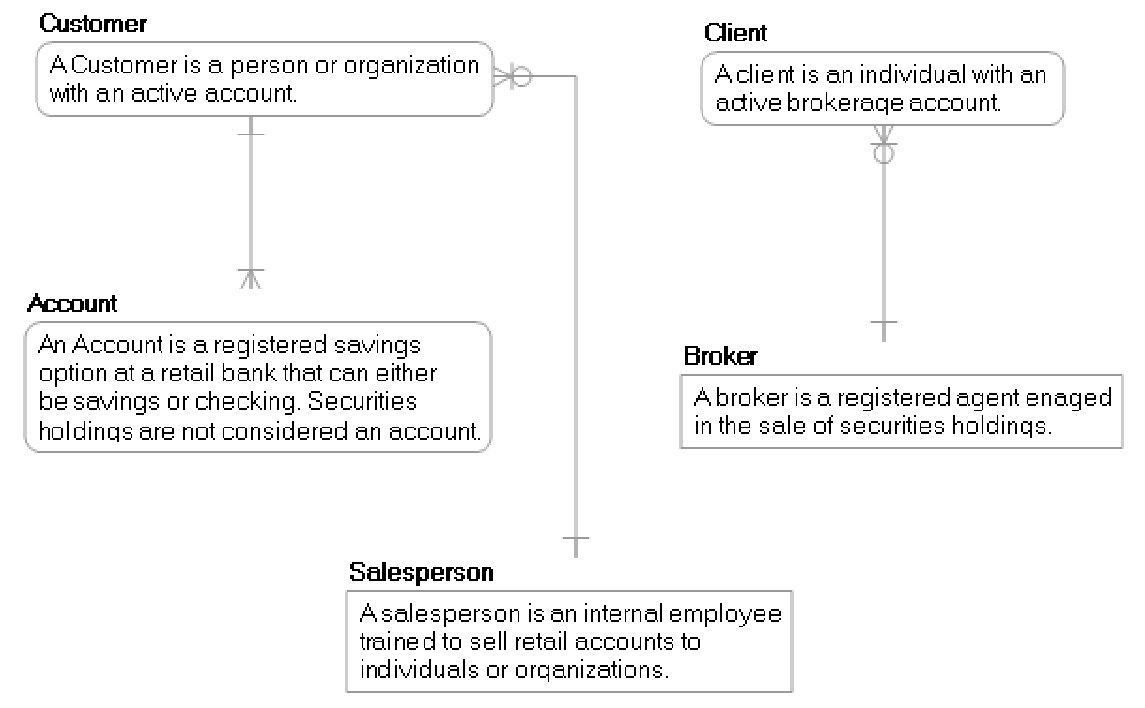 Customer
A Customer is a person or organization
with an active account.
Client
A client is an individual with an
active brokerage account.
Account
An Account is a registered savings
option at a retail bank that can either
be savings or checking. Securities
holdings are not considered an account.
Broker
A broker is a registered agent enaged
in the sale of securities holdings.
Salesperson
A salesperson is an internal employee
trained to sell retail accounts to
individuals or organizations.